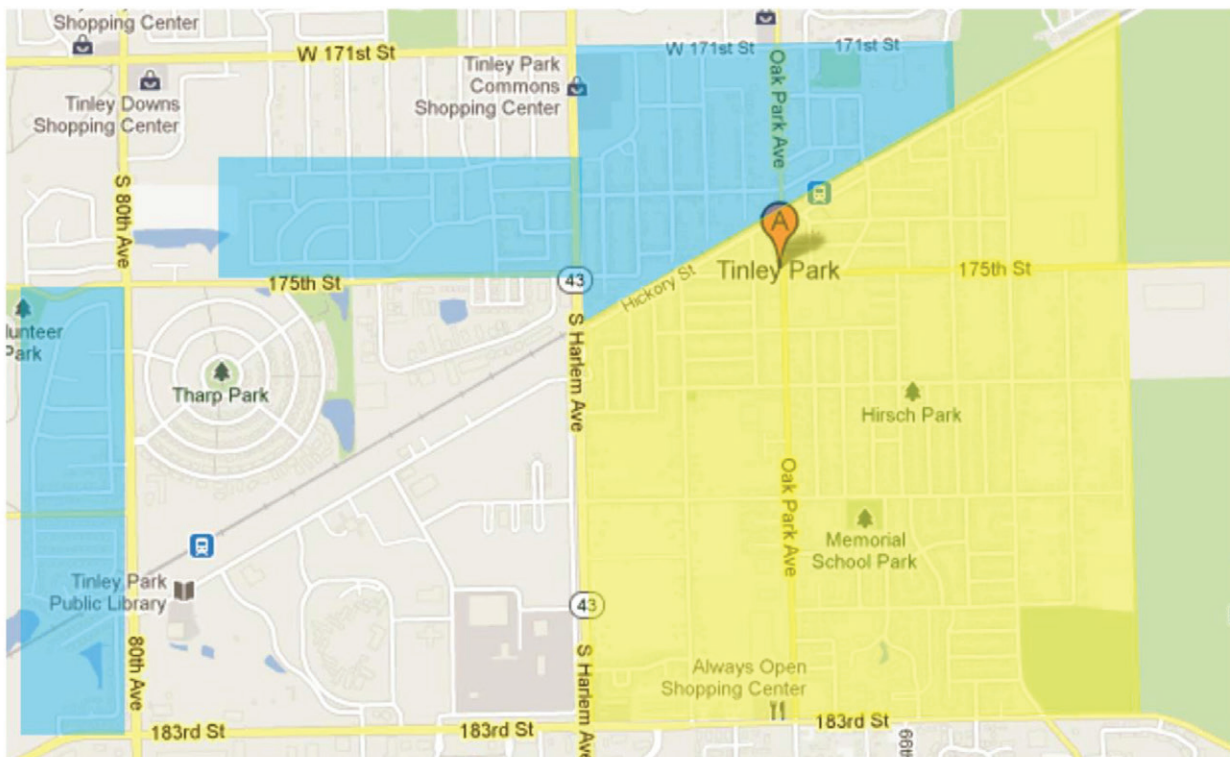 Shopping Center
W 171st St
W 171st St
171st St
Tinley Park
Commons
Shopping Center
Tinley Downs
Shopping Center
Oak Park Ave
S 80th Ave
A
Tinley Park
175th St
175th St
43
Hickory St
lunteer
Park
Tharp Park
S Harlem Ave
Hirsch Park
Oak Park Ave
Memorial
School Park
Tinley Park
Public Library
43
80th Ave
S Harlem Ave
Always Open
Shopping Center
183rd St
183rd St
183rd St
66th